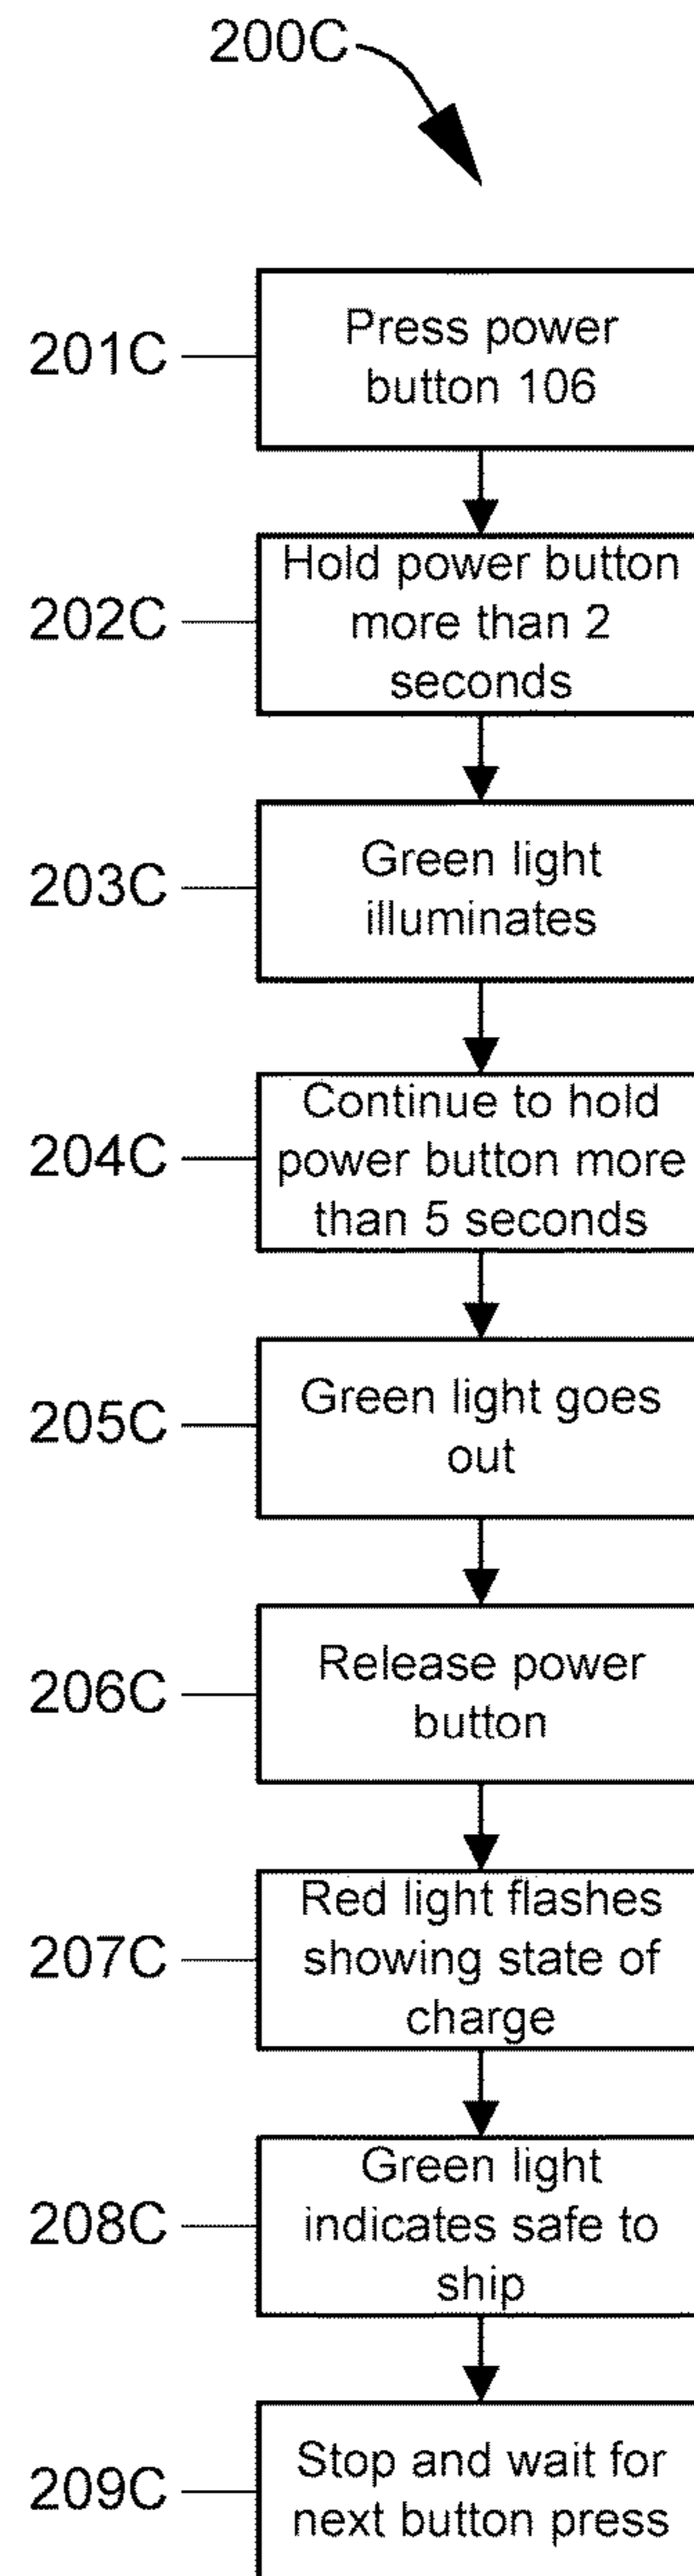 200C
201C
Press power
button 106
202C
Hold power button
more than 2
seconds
203C
Green light
illuminates
204C
Continue to hold
power button more
than 5 seconds
205C
Green light goes
out
206C
Release power
button
207C
Red light flashes
showing state of
charge
208C
Green light
indicates safe to
ship
209C
Stop and wait for
next button press